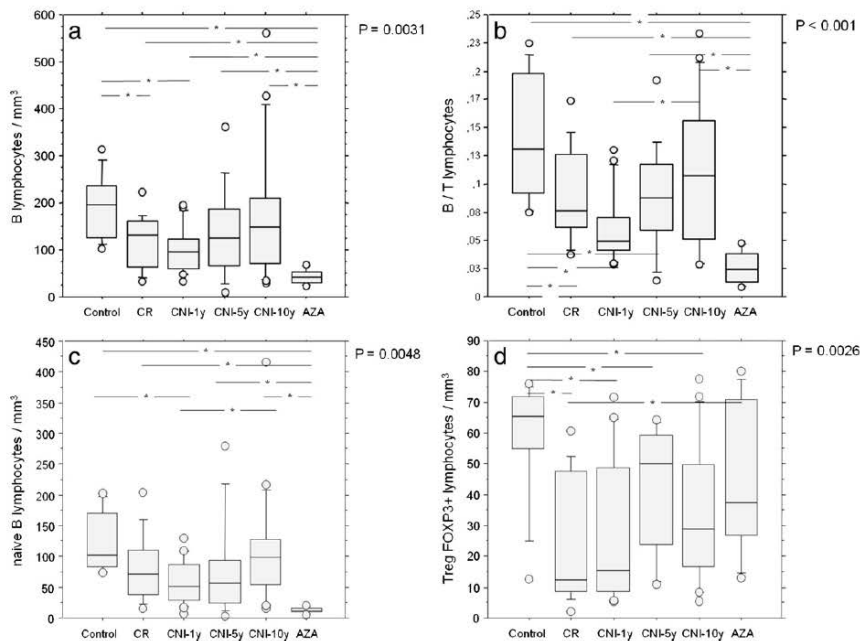 a
P = 0.0031
B lymphocytes / mm³
600
500
400
300
200
100
0
* * * * * * *
Control CR CNI-1y CNI-5y CNI-10y AZA
b
P < 0.001
B / T lymphocytes
.25
.22
.2
.17
.15
.13
.1
.08
.05
.03
0
* * * * * * * *
Control CR CNI-1y CNI-5y CNI-10y AZA
c
P = 0.0048
naive B lymphocytes / mm³
450
400
350
300
250
200
150
100
50
0
* * * * * *
Control CR CNI-1y CNI-5y CNI-10y AZA
d
P = 0.0026
Treg FOXP3+ lymphocytes / mm³
90
80
70
60
50
40
30
20
10
0
* * * * *
Control CR CNI-1y CNI-5y CNI-10y AZA